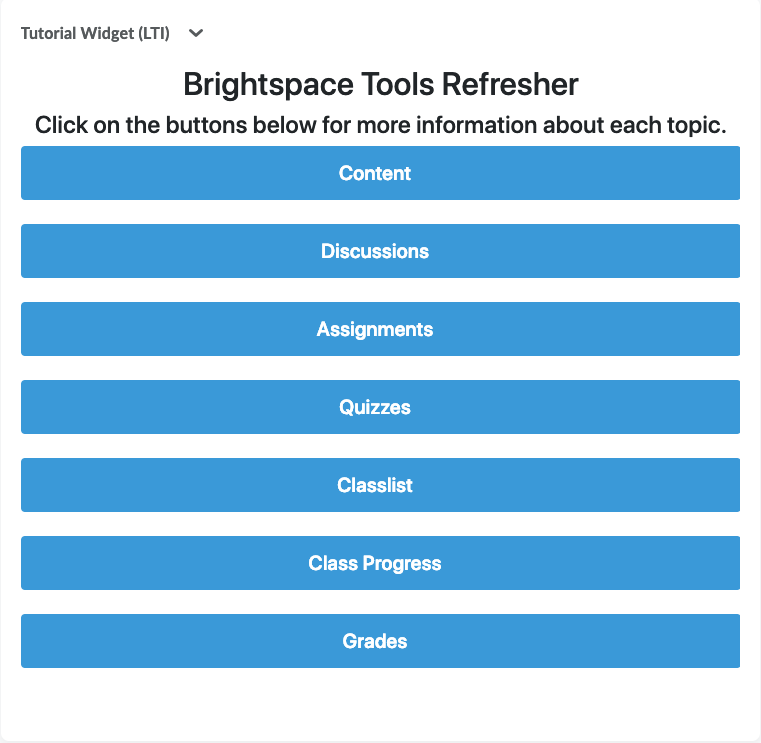 Tutorial Widget (LTI)
Brightspace Tools Refresher
Click on the buttons below for more information about each topic.
Content
Discussions
Assignments
Quizzes
Classlist
Class Progress
Grades